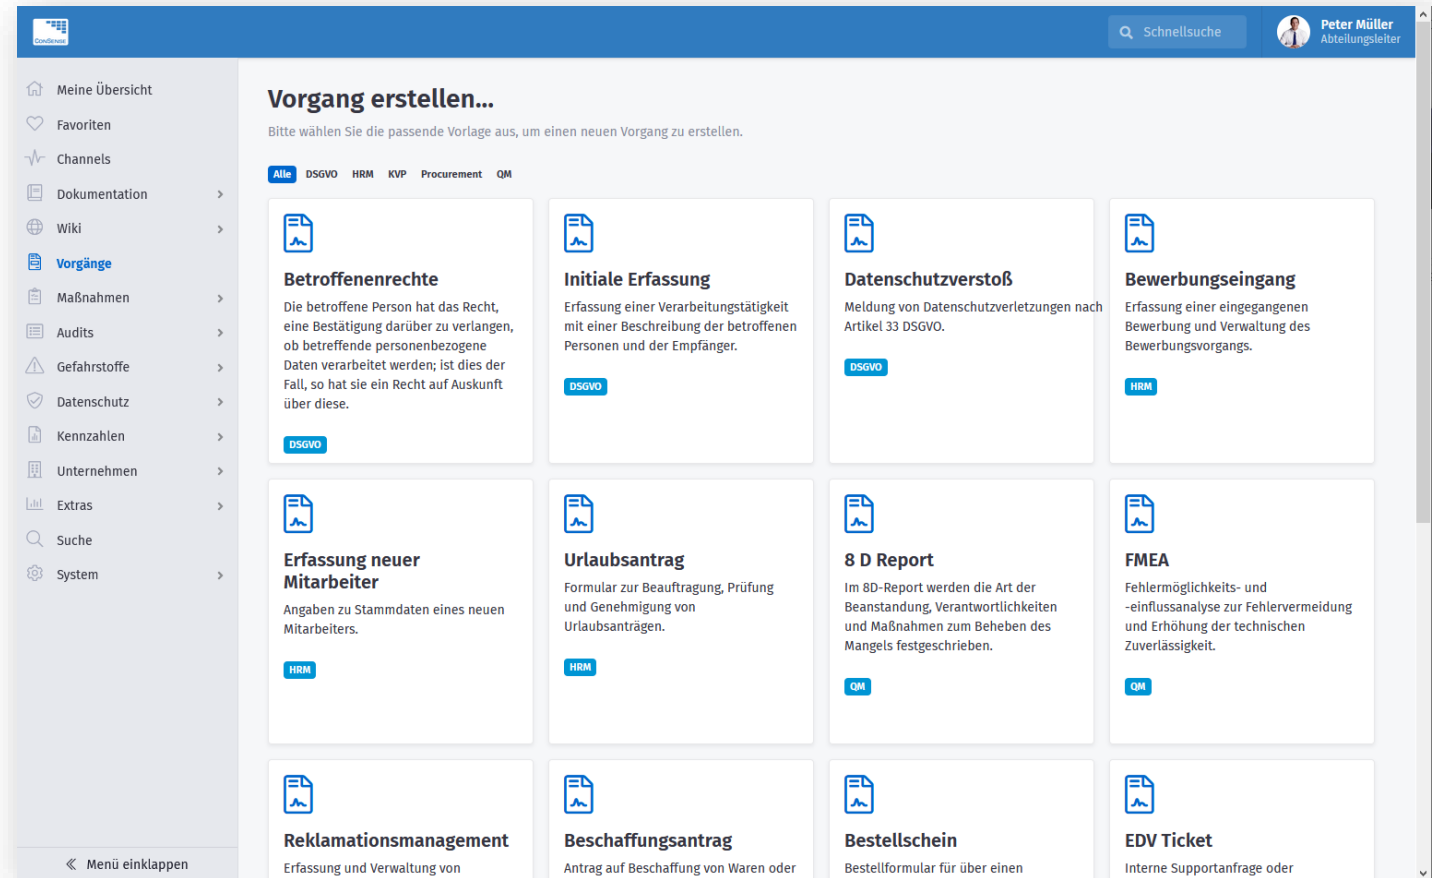 ConSense
Schnellsuche
Peter Müller
Abteilungsleiter
Meine Übersicht
Favoriten
Channels
Dokumentation
Wiki
Vorgänge
Maßnahmen
Audits
Gefahrstoffe
Datenschutz
Kennzahlen
Unternehmen
Extras
Suche
System
Menü einklappen
Vorgang erstellen...
Bitte wählen Sie die passende Vorlage aus, um einen neuen Vorgang zu erstellen.
Alle DSGVO HRM KVP Procurement QM
Betroffenenrechte
Die betroffene Person hat das Recht,
eine Bestätigung darüber zu verlangen,
ob betreffende personenbezogene
Daten verarbeitet werden; ist dies der
Fall, so hat sie ein Recht auf Auskunft
über diese.
DSGVO
Initiale Erfassung
Erfassung einer Verarbeitungstätigkeit
mit einer Beschreibung der betroffenen
Personen und der Empfänger.
DSGVO
Datenschutzverstoß
Meldung von Datenschutzverletzungen nach
Artikel 33 DSGVO.
DSGVO
Bewerbungseingang
Erfassung einer eingegangenen
Bewerbung und Verwaltung des
Bewerbungsvorgangs.
HRM
Erfassung neuer
Mitarbeiter
Angaben zu Stammdaten eines neuen
Mitarbeiters.
HRM
Urlaubsantrag
Formular zur Beauftragung, Prüfung
und Genehmigung von
Urlaubsanträgen.
HRM
8 D Report
Im 8D-Report werden die Art der
Beanstandung, Verantwortlichkeiten
und Maßnahmen zum Beheben des
Mangels festgeschrieben.
QM
FMEA
Fehlermöglichkeits- und
-einflussanalyse zur Fehlervermeidung
und Erhöhung der technischen
Zuverlässigkeit.
QM
Reklamationsmanagement
Erfassung und Verwaltung von
Beschaffungsantrag
Antrag auf Beschaffung von Waren oder
Bestellschein
Bestellformular für über einen
EDV Ticket
Interne Supportanfrage oder